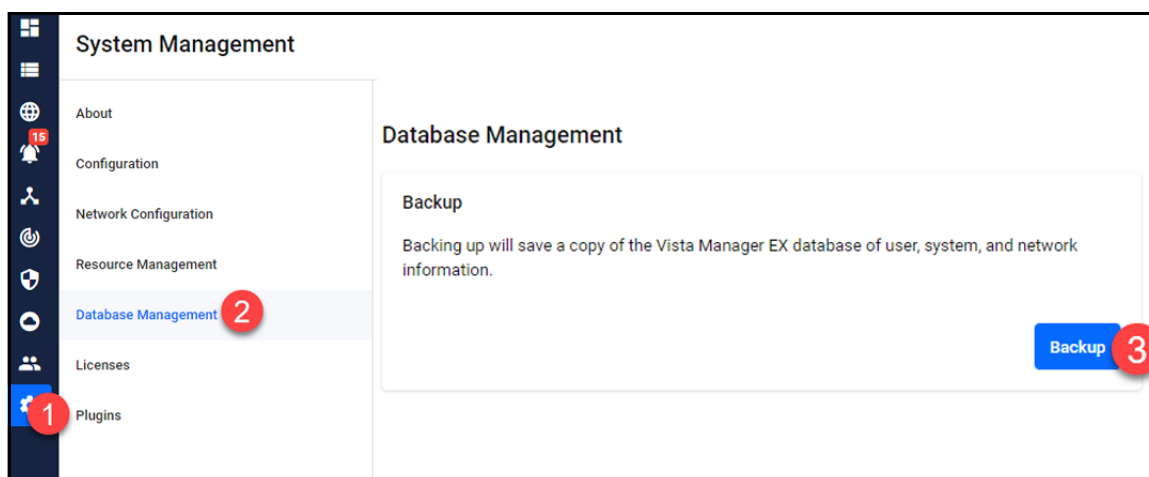 System Management
15
About
Configuration
Network Configuration
Resource Management
Database Management 2
Licenses
1
Plugins
Database Management
Backup
Backing up will save a copy of the Vista Manager EX database of user, system, and network
information.
Backup 3